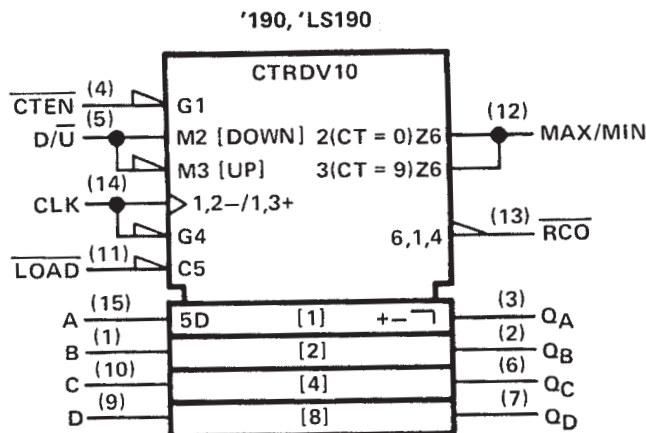 '190, 'LS190
CTRDV10
CTEN (4) G1
D/U (5) M2 [DOWN] 2(CT = 0)Z6 (12) MAX/MIN
M3 [UP] 3(CT = 9)Z6
CLK (14) 1,2−/1,3+
G4 6,1,4 (13) RCO
LOAD (11) C5
A (15) 5D [1] +− (3) QA
B (1) [2] (2) QB
C (10) [4] (6) QC
D (9) [8] (7) QD